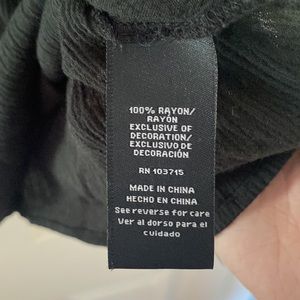 100% RAYON/
RAYÓN
EXCLUSIVE OF
DECORATION/
EXCLUSIVO DE
DECORACIÓN
RN 103715
MADE IN CHINA
HECHO EN CHINA
See reverse for care
Ver al dorso para el
cuidado